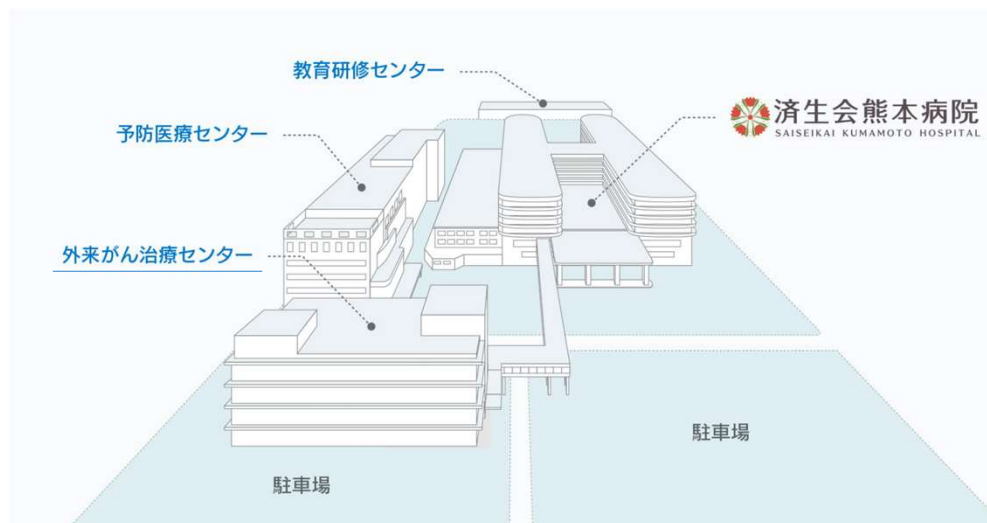 教育研修センター
済生会熊本病院
SAISEIKAI KUMAMOTO HOSPITAL
予防医療センター
外来がん治療センター
駐車場
駐車場